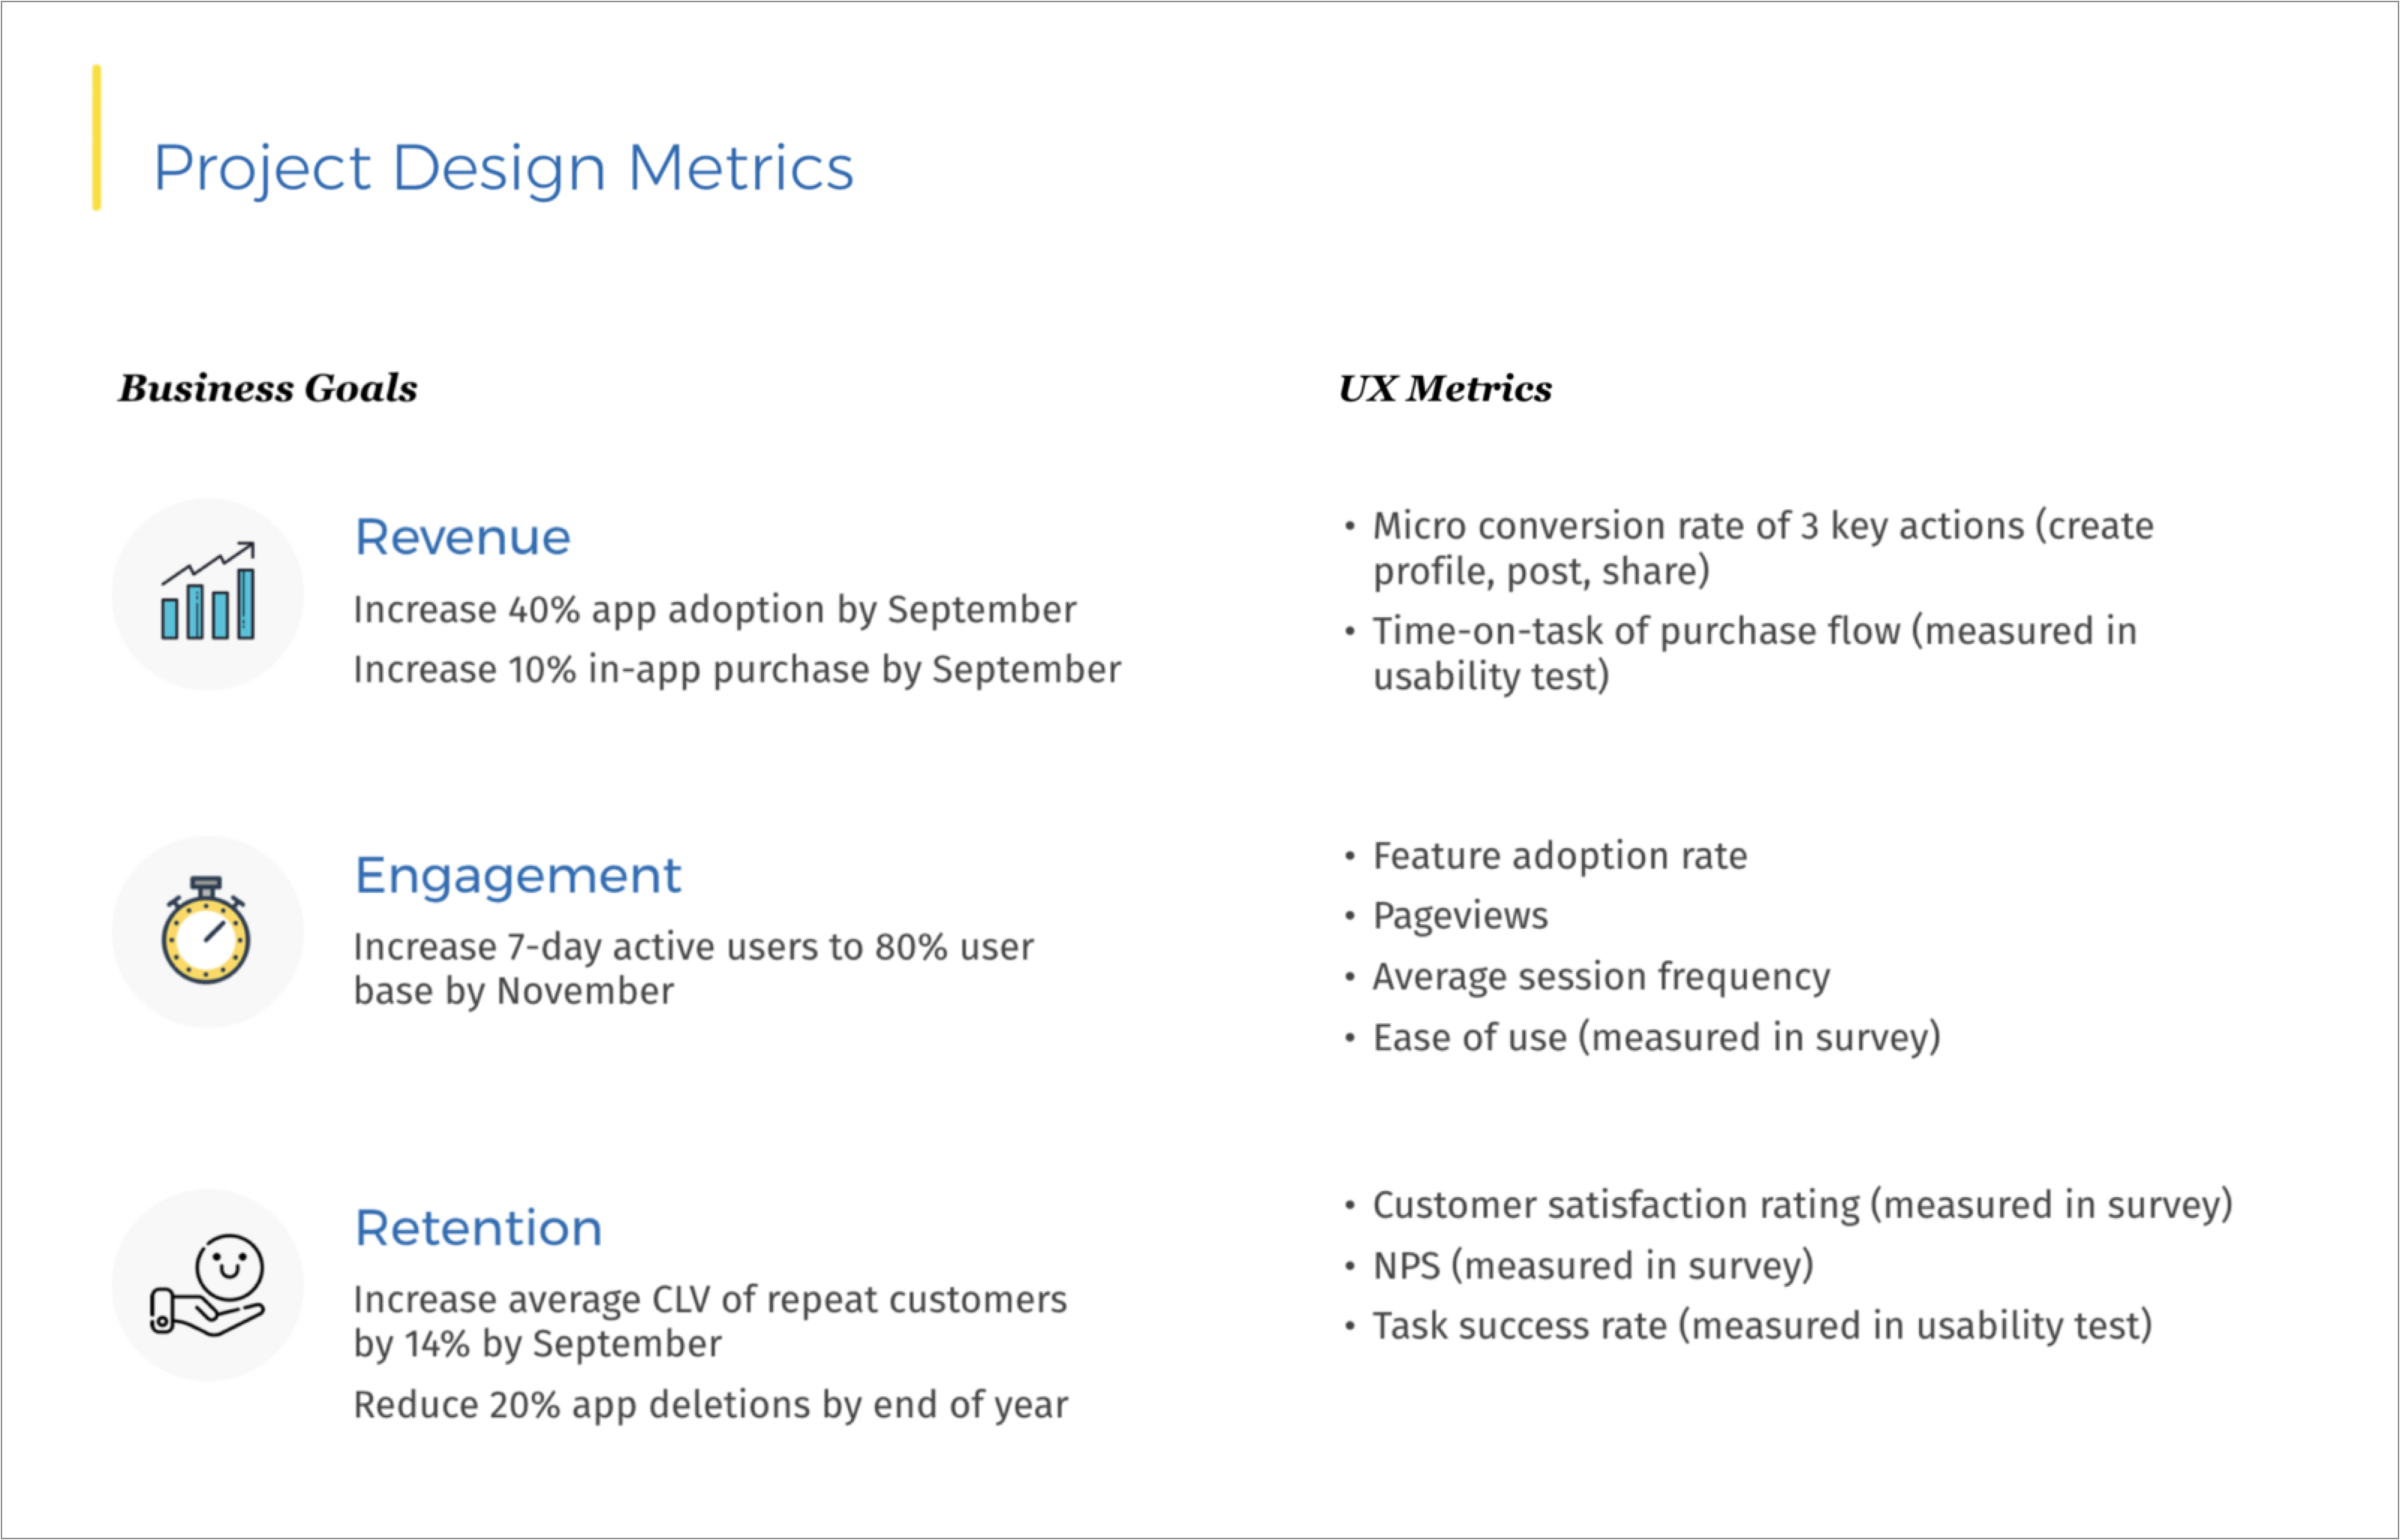 Project Design Metrics
Business Goals
UX Metrics
Revenue
Increase 40% app adoption by September
Increase 10% in-app purchase by September
• Micro conversion rate of 3 key actions (create
profile, post, share)
• Time-on-task of purchase flow (measured in
usability test)
Engagement
Increase 7-day active users to 80% user
base by November
• Feature adoption rate
• Pageviews
• Average session frequency
• Ease of use (measured in survey)
Retention
Increase average CLV of repeat customers
by 14% by September
Reduce 20% app deletions by end of year
• Customer satisfaction rating (measured in survey)
• NPS (measured in survey)
• Task success rate (measured in usability test)